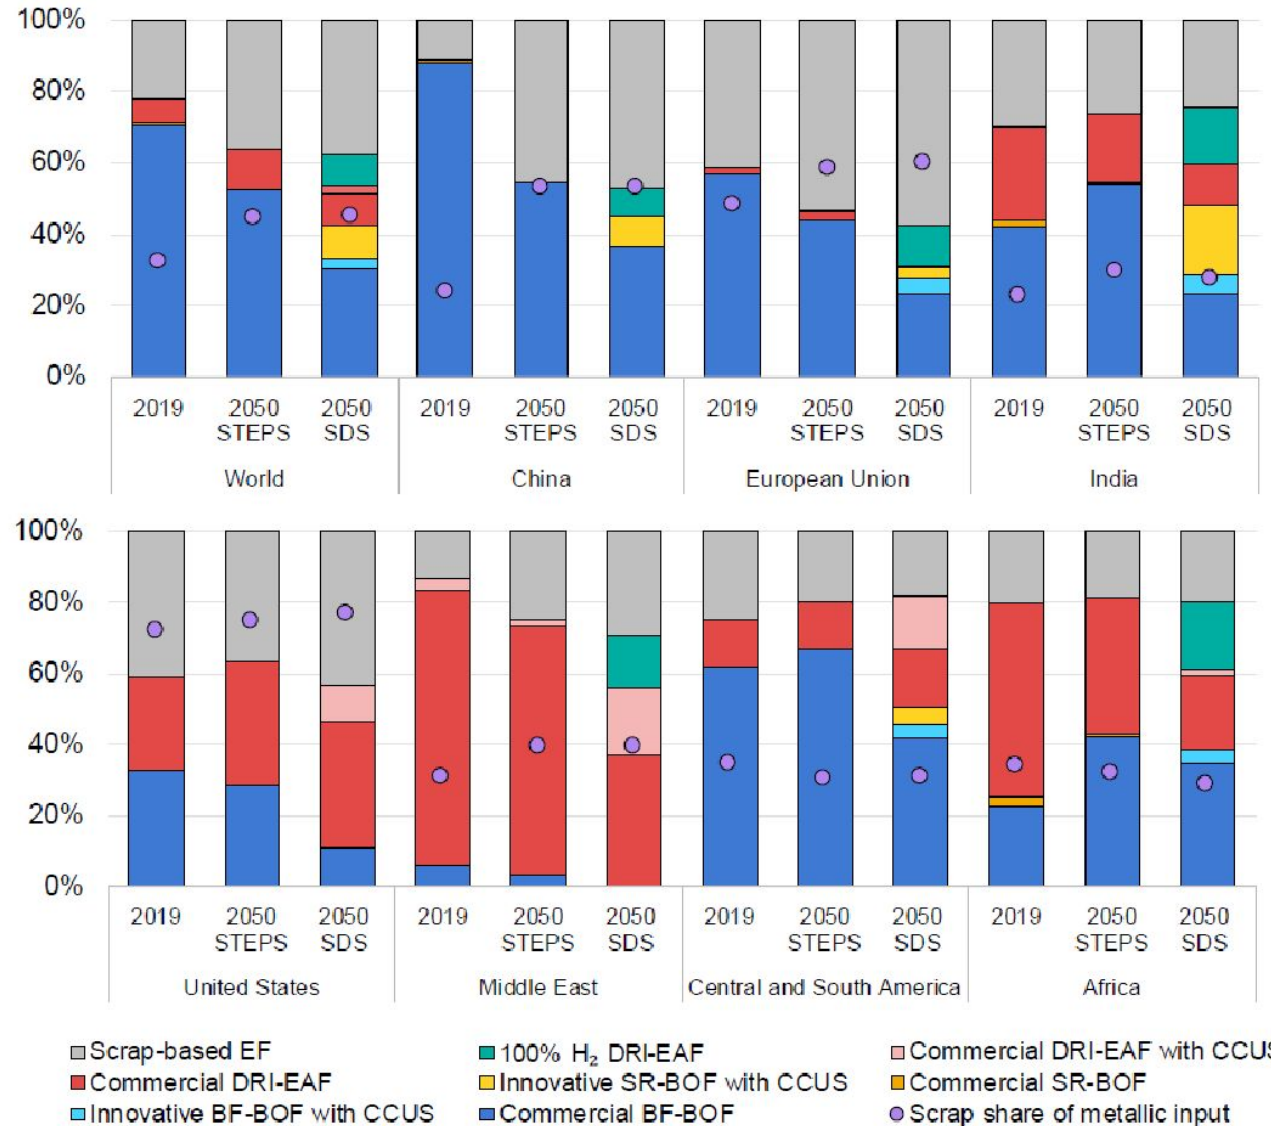 100%
80%
60%
40%
20%
0%
2019 2050 STEPS 2050 SDS 2019 2050 STEPS 2050 SDS 2019 2050 STEPS 2050 SDS 2019 2050 STEPS 2050 SDS
World China European Union India
100%
80%
60%
40%
20%
0%
2019 2050 STEPS 2050 SDS 2019 2050 STEPS 2050 SDS 2019 2050 STEPS 2050 SDS 2019 2050 STEPS 2050 SDS
United States Middle East Central and South America Africa
Scrap-based EF 100% H₂ DRI-EAF Commercial DRI-EAF with CCUS
Commercial DRI-EAF Innovative SR-BOF with CCUS Commercial SR-BOF
Innovative BF-BOF with CCUS Commercial BF-BOF Scrap share of metallic input